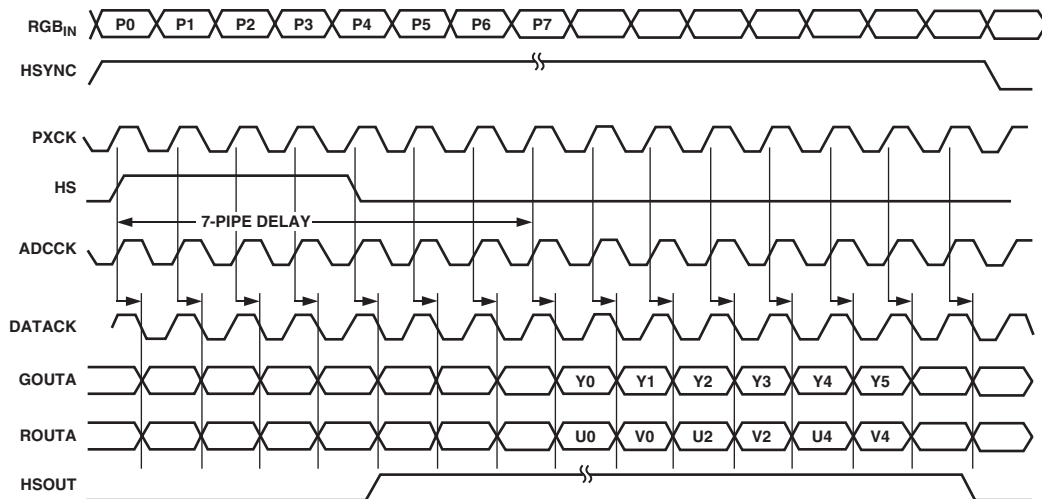 RGBIN P0 P1 P2 P3 P4 P5 P6 P7
HSYNC
PXCK
HS
7-PIPE DELAY
ADCCK
DATACK
GOUTA Y0 Y1 Y2 Y3 Y4 Y5
ROUTA U0 V0 U2 V2 U4 V4
HSOUT